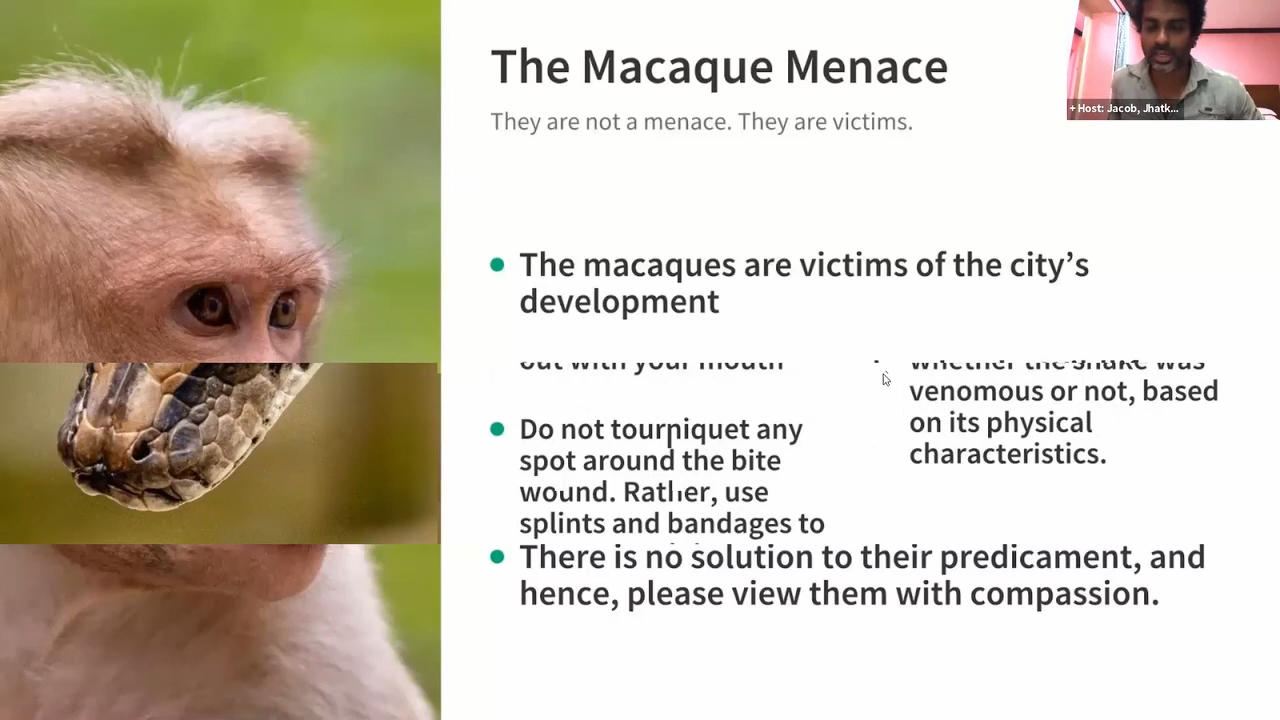 The Macaque Menace
+ Host: Jacob, Jhatk...
They are not a menace. They are victims.
The macaques are victims of the city's
development
out with your mouth
whether the snake was
venomous or not, based
on its physical
characteristics.
Do not tourniquet any
spot around the bite
wound. Rather, use
splints and bandages to
There is no solution to their predicament, and
hence, please view them with compassion.